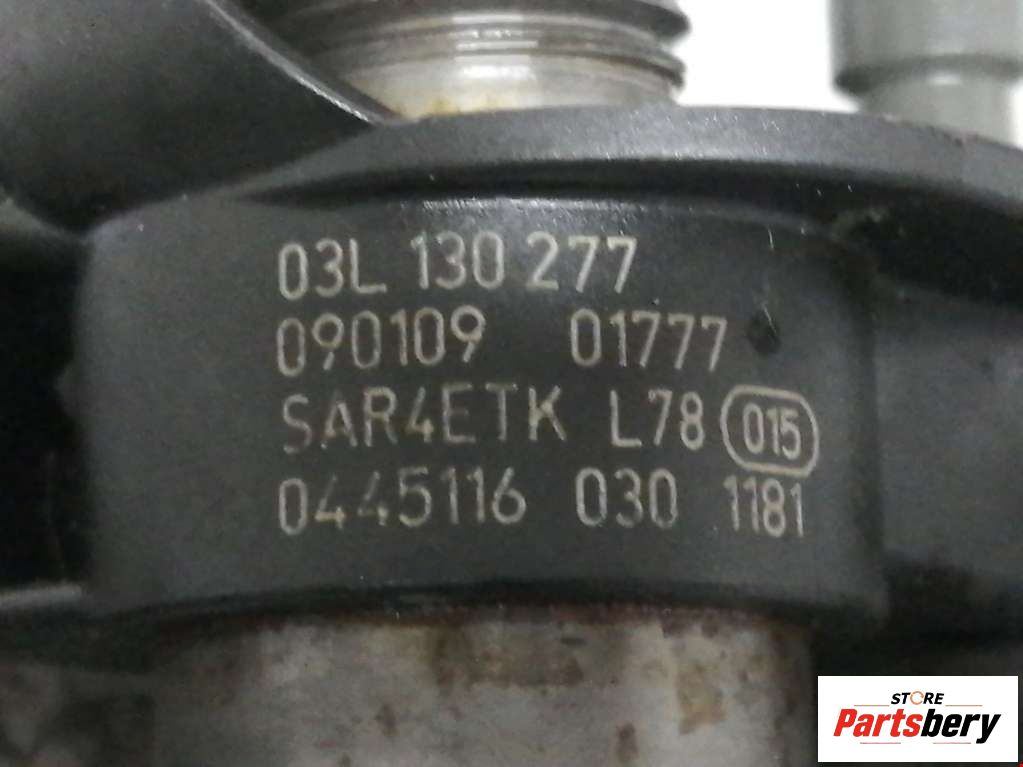 03L 130 277
090109 01777
SAR4ETK L78 015
0445116 030 1181
STORE
Partsbery